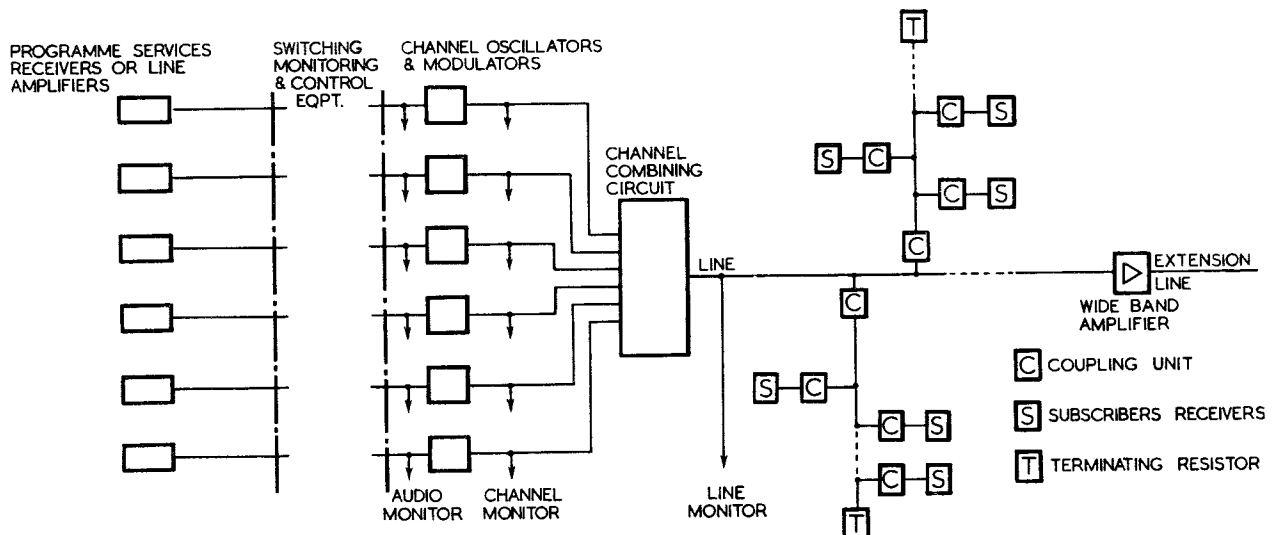 PROGRAMME SERVICES
RECEIVERS OR LINE
AMPLIFIERS
SWITCHING
MONITORING
& CONTROL
EQPT.
CHANNEL OSCILLATORS
& MODULATORS
CHANNEL
COMBINING
CIRCUIT
AUDIO
MONITOR
CHANNEL
MONITOR
LINE
LINE
MONITOR
T
C
S
S
C
C
S
C
C
S
C
C
S
C
S
T
EXTENSION
LINE
WIDE BAND
AMPLIFIER
C COUPLING UNIT
S SUBSCRIBERS RECEIVERS
T TERMINATING RESISTOR